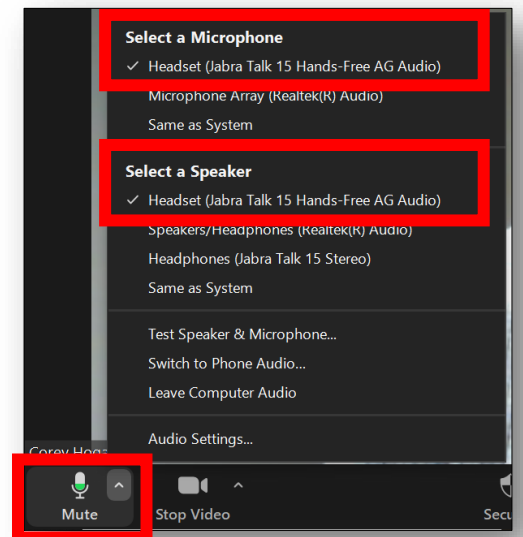 Select a Microphone
✓ Headset (Jabra Talk 15 Hands-Free AG Audio)
Microphone Array (Realtek(R) Audio)
Same as System
Select a Speaker
✓ Headset (Jabra Talk 15 Hands-Free AG Audio)
Speakers/Headphones (Realtek(R) Audio)
Headphones (Jabra Talk 15 Stereo)
Same as System
Test Speaker & Microphone...
Switch to Phone Audio...
Leave Computer Audio
Audio Settings...
Corey
Mute
Stop Video